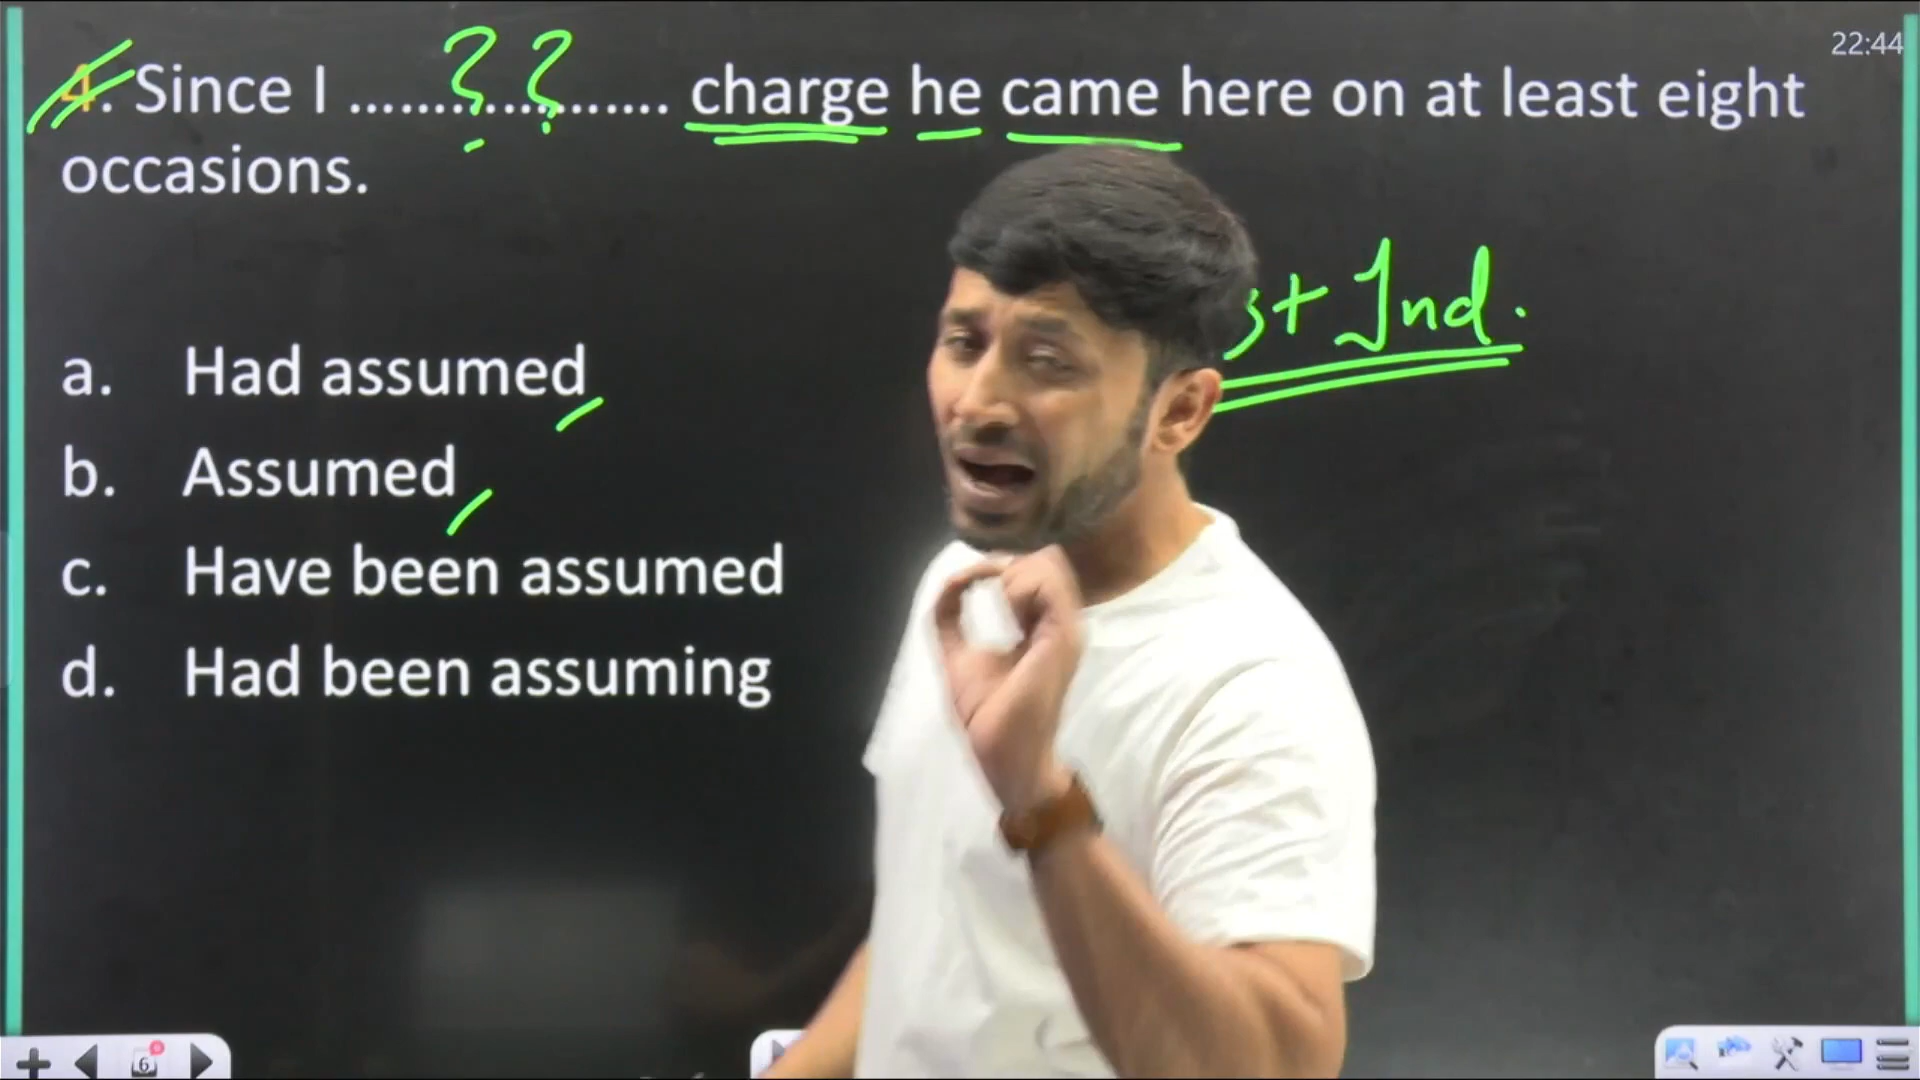 22:44
4. Since I .................... charge he came here on at least eight
occasions.
? ?
st Ind.
a. Had assumed
b. Assumed
c. Have been assumed
d. Had been assuming
6